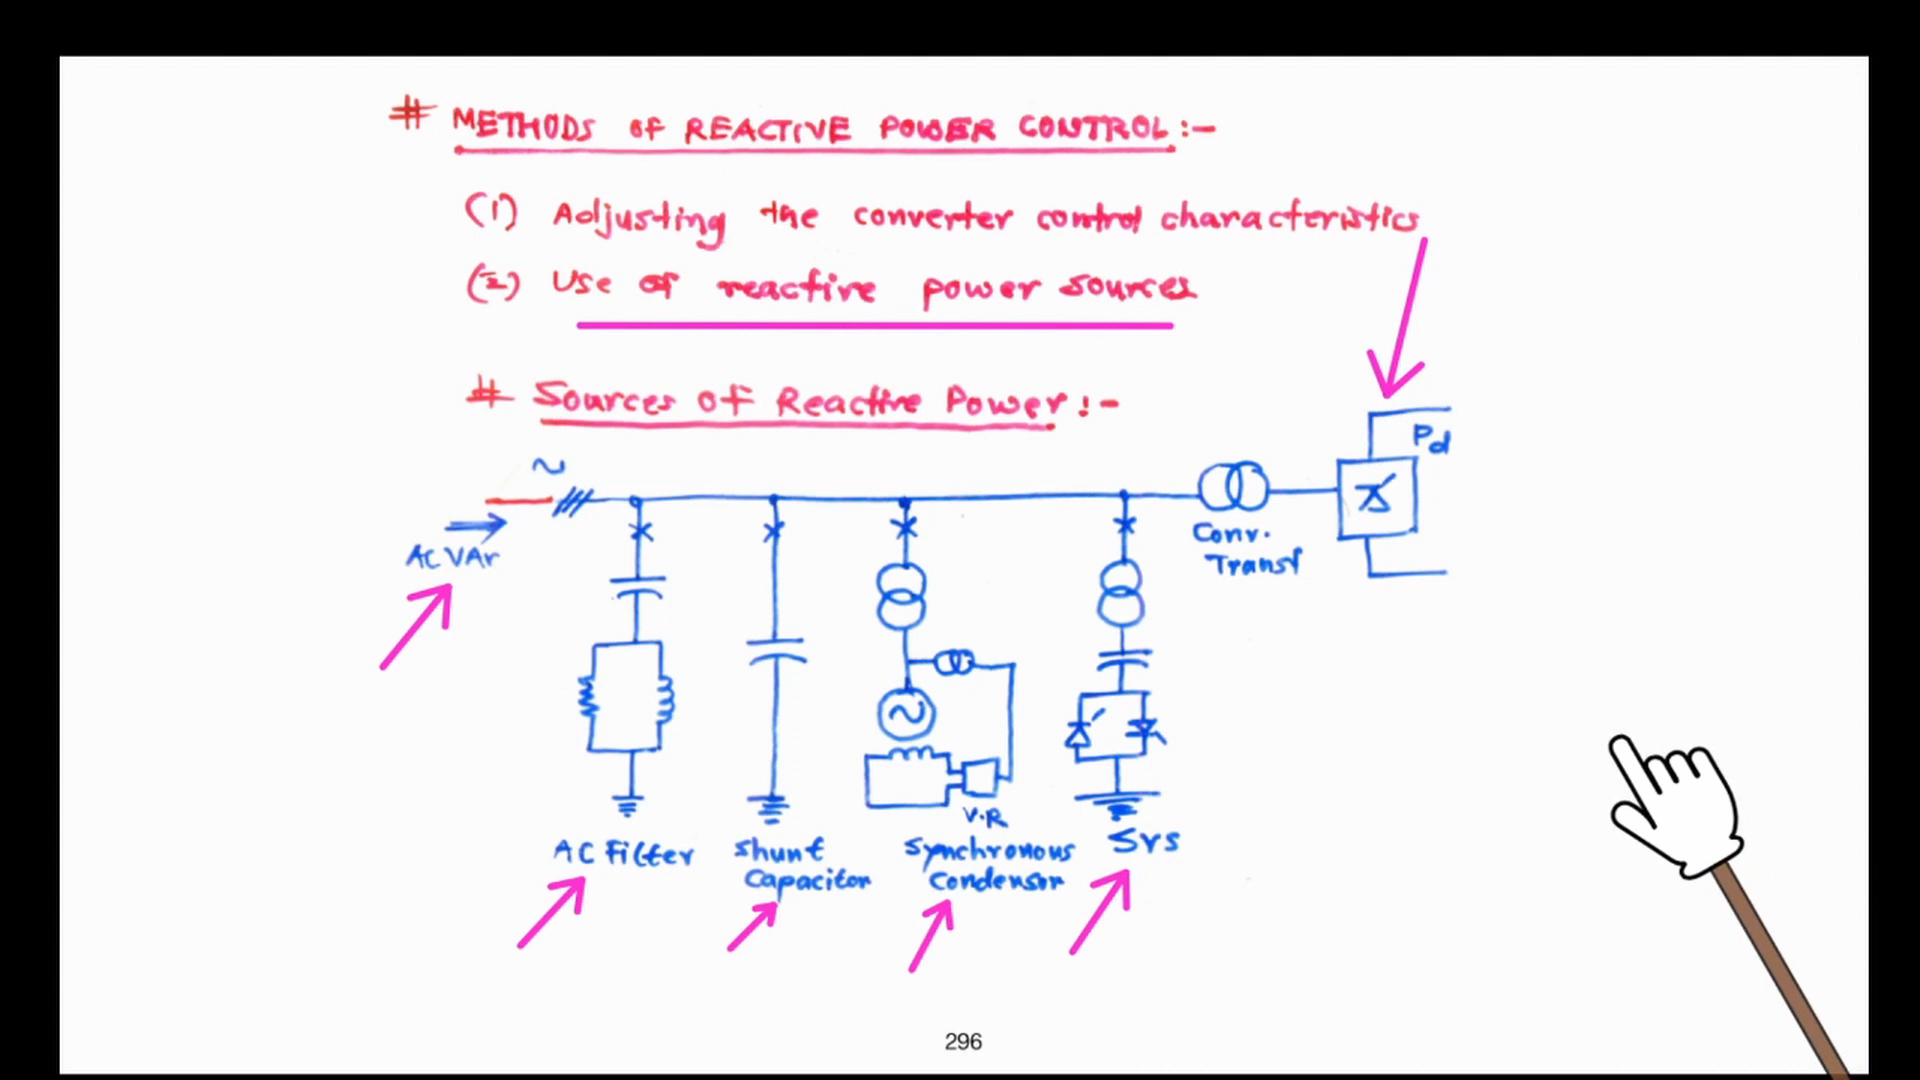 # METHODS OF REACTIVE POWER CONTROL :-
(1) Adjusting the converter control characteristics
(2) Use of reactive power sources
# Sources of Reactive Power :-
~
AC VAr
Pd
Conv.
Transf
V.R
AC Filter
Shunt
Capacitor
Synchronous
Condensor
SVS
296